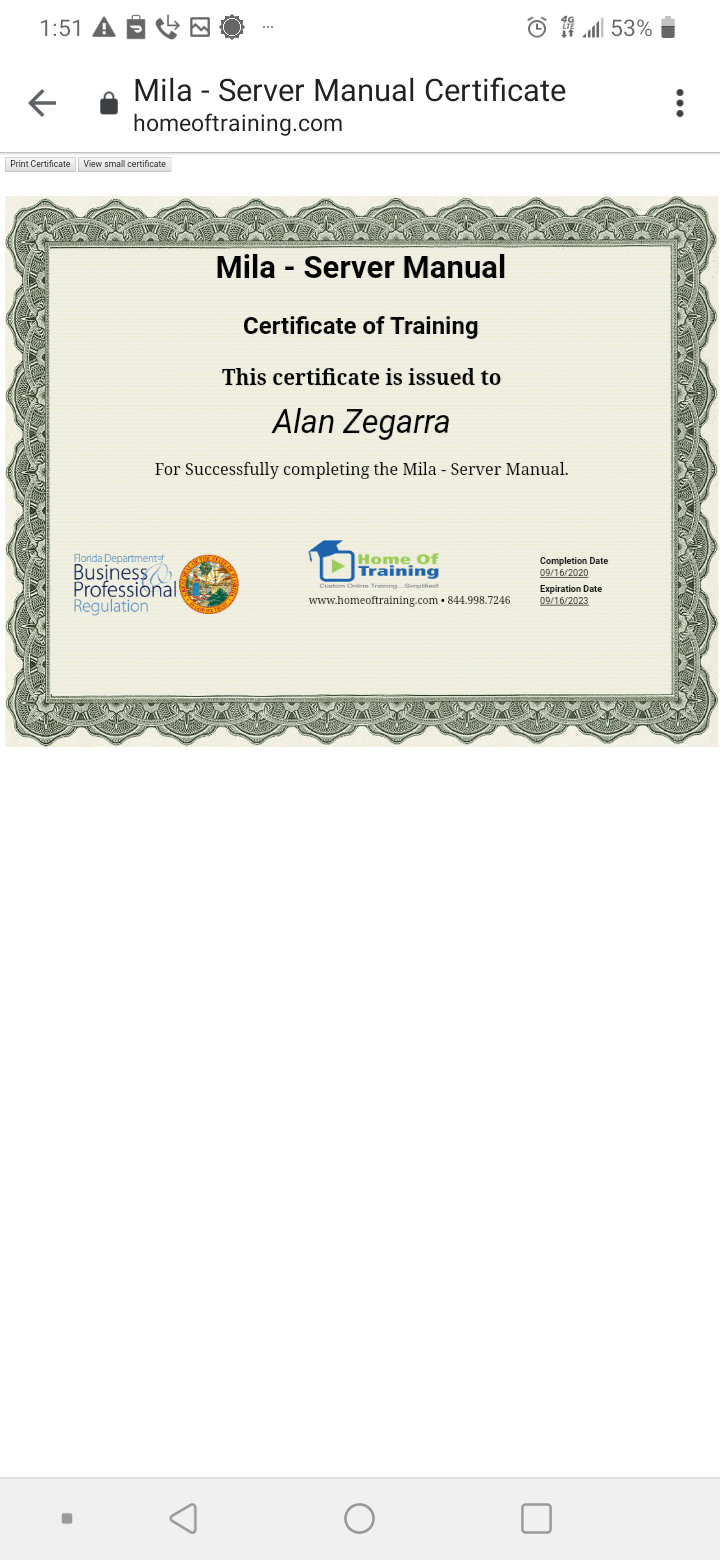 1:51
4G LTE
53%
Mila - Server Manual Certificate
homeoftraining.com
Print Certificate
View small certificate
Mila - Server Manual
Certificate of Training
This certificate is issued to
Alan Zegarra
For Successfully completing the Mila - Server Manual.
Florida Department of
Business &
Professional
Regulation
Home Of
Training
Custom Online Training...Simplified!
www.homeoftraining.com • 844.998.7246
Completion Date
09/16/2020
Expiration Date
09/16/2023